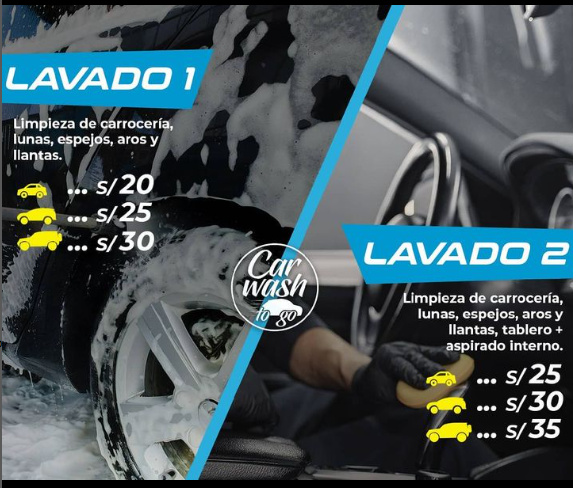 LAVADO 1
Limpieza de carrocería,
lunas, espejos, aros y
llantas.
... S/20
... S/25
... S/30
Car
wash
to go
LAVADO 2
Limpieza de carrocería,
lunas, espejos, aros y
llantas, tablero +
aspirado interno.
... S/25
... S/30
... S/35